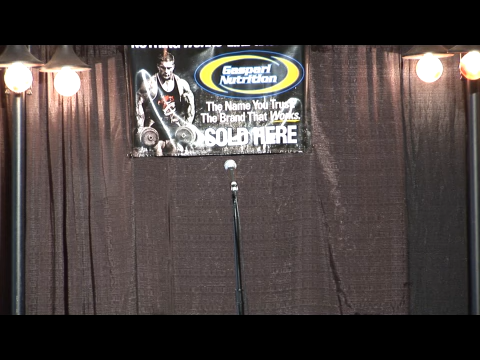 Gaspari
Nutrition
The Name You Trust
The Brand That Works.
SOLD HERE